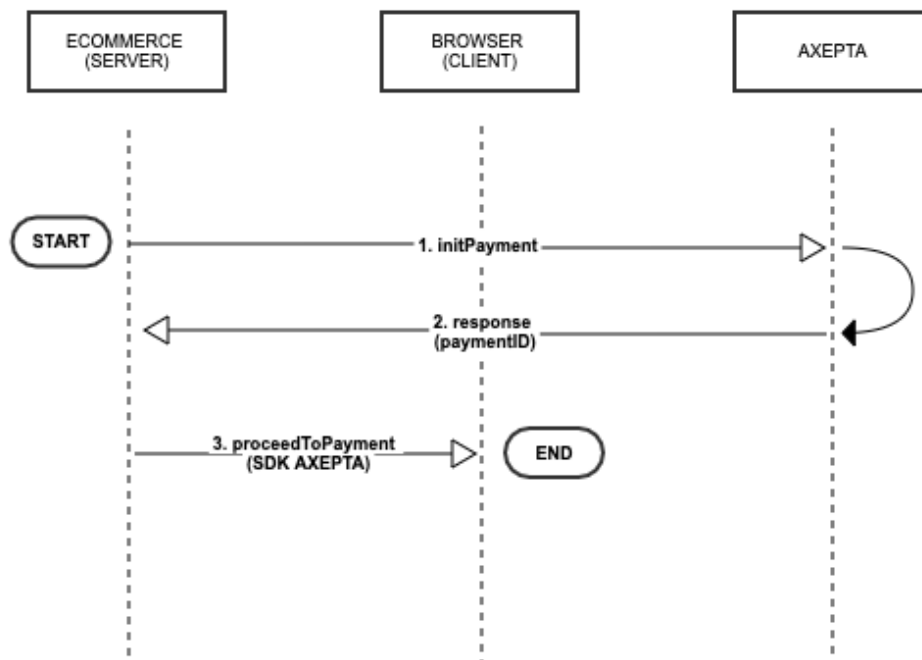 ECOMMERCE
(SERVER)
BROWSER
(CLIENT)
AXEPTA
START
1. initPayment
2. response
(paymentID)
3. proceedToPayment
(SDK AXEPTA)
END